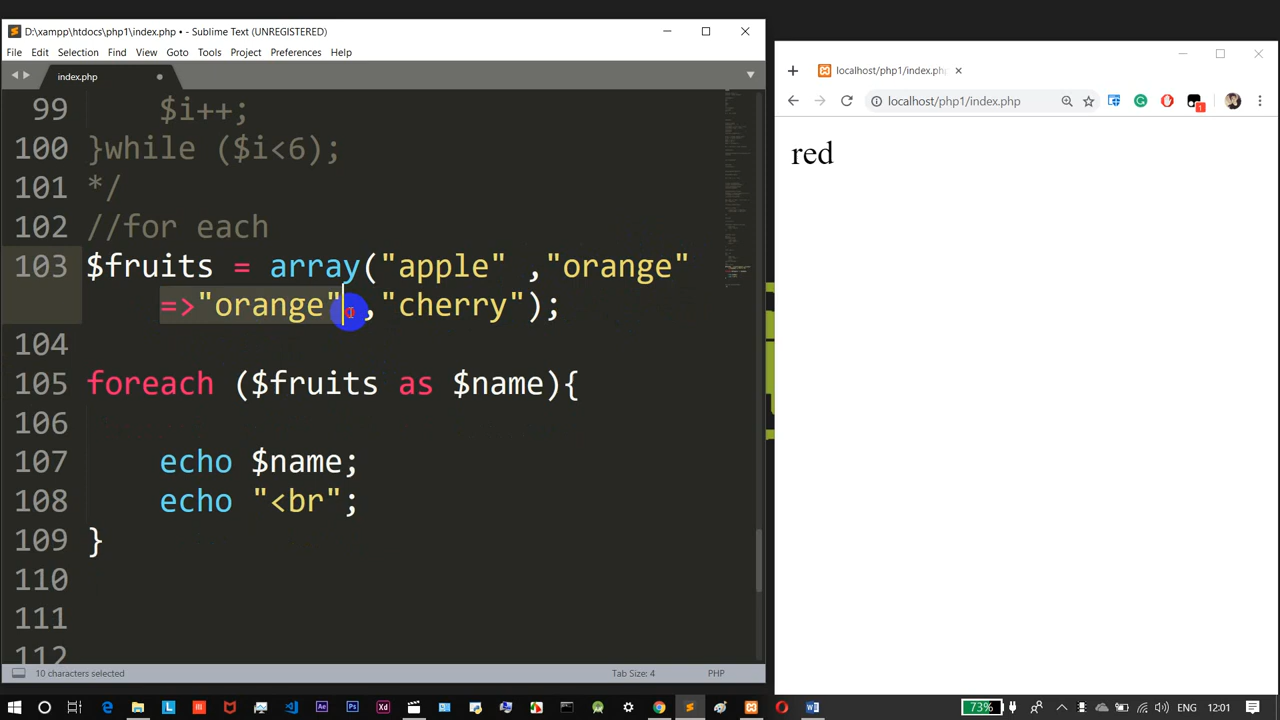 D:\xampp\htdocs\php1\index.php • - Sublime Text (UNREGISTERED)
File Edit Selection Find View Goto Tools Project Preferences Help
index.php
99 $i++;
100 }while ($i<6);
101 */
102 //for each
103 $fruits = array("apple" ,"orange"
=>"orange" ,"cherry");
104
105 foreach ($fruits as $name){
106
107 echo $name;
108 echo "<br";
109 }
110
111
112
10 characters selected
Tab Size: 4
PHP
localhost/php1/index.ph
localhost/php1/index.php
1
red
73%
ENG 12:01